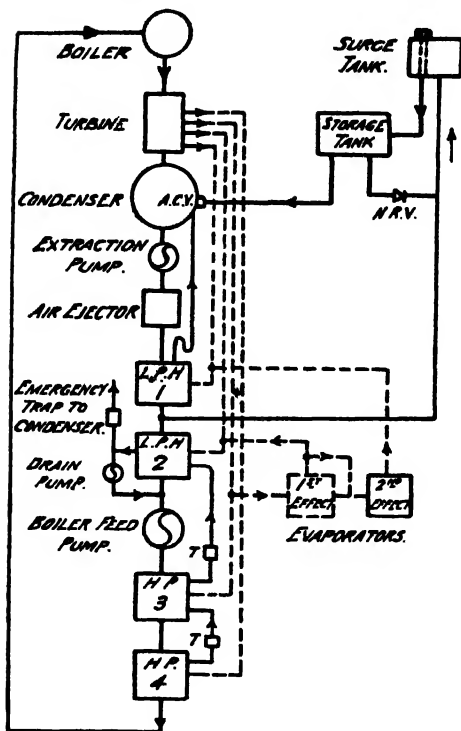 BOILER
TURBINE
CONDENSER
A.C.V.
EXTRACTION
PUMP.
AIR EJECTOR
L.P.H
1
EMERGENCY
TRAP TO
CONDENSER.
L.P.H
2
DRAIN
PUMP.
BOILER FEED
PUMP.
T
H P
3
T
H P.
4
SURGE
TANK.
STORAGE
TANK
N.R.V.
1ST
EFFECT
2ND
EFFECT
EVAPORATORS.